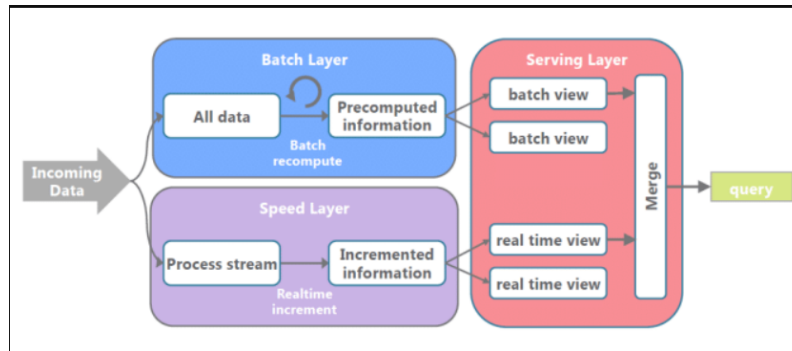 Batch Layer
All data
Precomputed
information
Batch
recompute
Incoming
Data
Speed Layer
Process stream
Incremented
information
Realtime
increment
Serving Layer
batch view
batch view
real time view
real time view
Merge
query